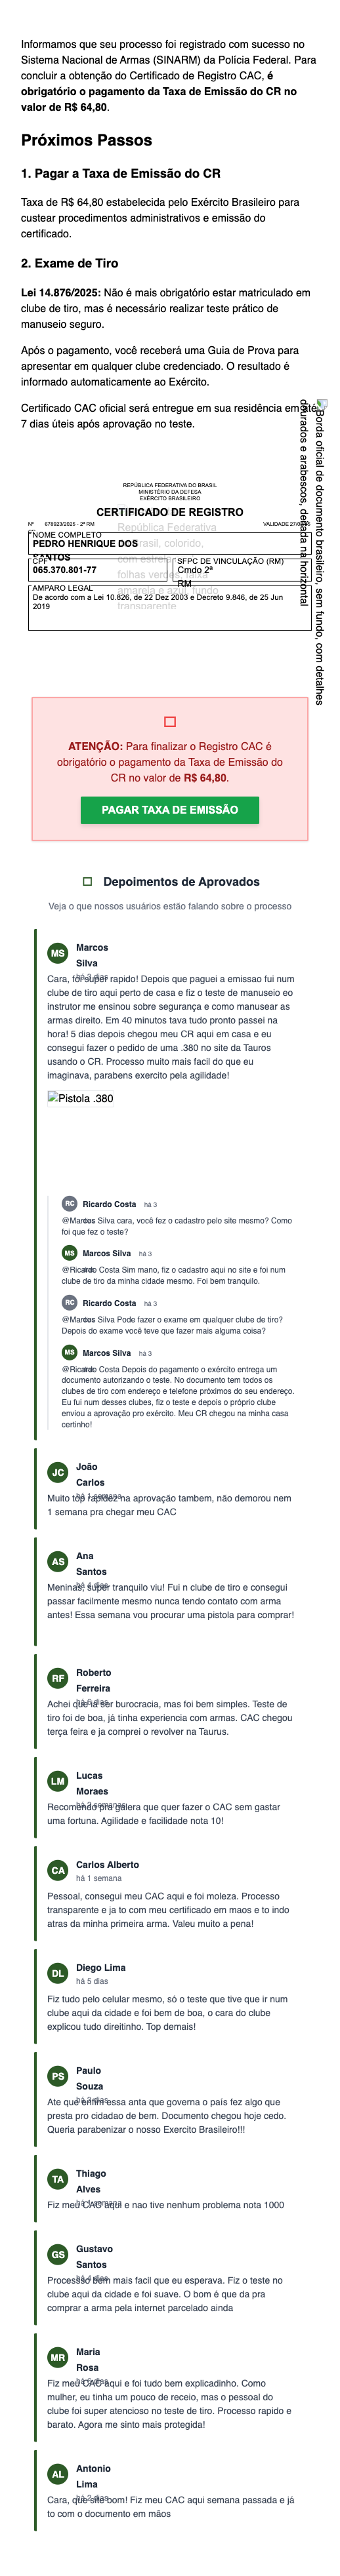 Informamos que seu processo foi registrado com sucesso no
Sistema Nacional de Armas (SINARM) da Polícia Federal. Para
concluir a obtenção do Certificado de Registro CAC, é
obrigatório o pagamento da Taxa de Emissão do CR no
valor de R$ 64,80.
Próximos Passos
1. Pagar a Taxa de Emissão do CR
Taxa de R$ 64,80 estabelecida pelo Exército Brasileiro para
custear procedimentos administrativos e emissão do
certificado.
2. Exame de Tiro
Lei 14.876/2025: Não é mais obrigatório estar matriculado em
clube de tiro, mas é necessário realizar teste prático de
manuseio seguro.
Após o pagamento, você receberá uma Guia de Prova para
apresentar em qualquer clube credenciado. O resultado é
informado automaticamente ao Exército.
Certificado CAC oficial será entregue em sua residência em até
7 dias úteis após aprovação no teste.
Borda oficial de documento brasileiro, sem fundo, com detalhes
dourados e arabescos, deitada na horizontal
REPÚBLICA FEDERATIVA DO BRASIL
MINISTÉRIO DA DEFESA
EXÉRCITO BRASILEIRO
CERTIFICADO DE REGISTRO
República Federativa
Nº 678923/2025 - 2ª RM
VALIDADE
NOME COMPLETO
PEDRO HENRIQUE DOS
SANTOS
CPF
065.370.801-77
SFPC DE VINCULAÇÃO (RM)
Cmdo 2ª
RM
folhas verdes, faixa
amarela e azul, fundo
transparente
AMPARO LEGAL
De acordo com a Lei 10.826, de 22 Dez 2003 e Decreto 9.846, de 25 Jun
2019
ATENÇÃO: Para finalizar o Registro CAC é
obrigatório o pagamento da Taxa de Emissão do
CR no valor de R$ 64,80.
PAGAR TAXA DE EMISSÃO
Depoimentos de Aprovados
Veja o que nossos usuários estão falando sobre o processo
MS
Marcos
Silva
há 3 dias
Cara, foi super rapido! Depois que paguei a emissao fui num
clube de tiro aqui perto de casa e fiz o teste de manuseio eo
instrutor me ensinou sobre segurança e como manusear as
armas direito. Em 40 minutos tava tudo pronto passei na
hora! 5 dias depois chegou meu CR aqui em casa e eu
consegui fazer o pedido de uma .380 no site da Tauros
usando o CR. Processo muito mais facil do que eu
imaginava, parabens exercito pela agilidade!
Pistola .380
RC
Ricardo Costa há 3
dias
@Marcos Silva cara, você fez o cadastro pelo site mesmo? Como
foi que fez o teste?
MS
Marcos Silva há 3
dias
@Ricardo Costa Sim mano, fiz o cadastro aqui no site e foi num
clube de tiro da minha cidade mesmo. Foi bem tranquilo.
RC
Ricardo Costa há 3
dias
@Marcos Silva Pode fazer o exame em qualquer clube de tiro?
Depois do exame você teve que fazer mais alguma coisa?
MS
Marcos Silva há 3
dias
@Ricardo Costa Depois do pagamento o exército entrega um
documento autorizando o teste. No documento tem todos os
clubes de tiro com endereço e telefone próximos do seu endereço.
Eu fui num desses clubes, fiz o teste e depois o próprio clube
enviou a aprovação pro exército. Meu CR chegou na minha casa
certinho!
JC
João
Carlos
há 1 semana
Muito top rapidez na aprovação tambem, não demorou nem
1 semana pra chegar meu CAC
AS
Ana
Santos
há 4 dias
Meninas, super tranquilo viu! Fui n clube de tiro e consegui
passar facilmente mesmo nunca tendo contato com arma
antes! Essa semana vou procurar uma pistola para comprar!
RF
Roberto
Ferreira
dias
Achei que ia ser burocracia, mas foi bem simples. Teste de
tiro foi de boa, já tinha experiencia com armas. CAC chegou
terça feira e ja comprei o revolver na Taurus.
LM
Lucas
Moraes
há 2 semanas
Recomendo pra galera que quer fazer o CAC sem gastar
uma fortuna. Agilidade e facilidade nota 10!
CA
Carlos Alberto
há 1 semana
Pessoal, consegui meu CAC aqui e foi moleza. Processo
transparente e ja to com meu certificado em maos e to indo
atras da minha primeira arma. Valeu muito a pena!
DL
Diego Lima
há 5 dias
Fiz tudo pelo celular mesmo, só o teste que tive que ir num
clube aqui da cidade e foi bem de boa, o cara do clube
explicou tudo direitinho. Top demais!
PS
Paulo
Souza
dias
Ate que enfim essa anta que governa o país fez algo que
presta pro cidadao de bem. Documento chegou hoje cedo.
Queria parabenizar o nosso Exercito Brasileiro!!!
TA
Thiago
Alves
há 1 semana
Fiz meu CAC aqui e nao tive nenhum problema nota 1000
GS
Gustavo
Santos
há 4 dias
Processso bem mais facil que eu esperava. Fiz o teste no
clube aqui da cidade e foi suave. O bom é que da pra
comprar a arma pela internet parcelado ainda
MR
Maria
Rosa
dias
Fiz meu CAC aqui e foi tudo bem explicadinho. Como
mulher, eu tinha um pouco de receio, mas o pessoal do
clube foi super atencioso no teste de tiro. Processo rapido e
barato. Agora me sinto mais protegida!
AL
Antonio
Lima
dias
Cara, que site bom! Fiz meu CAC aqui semana passada e já
to com o documento em mãos